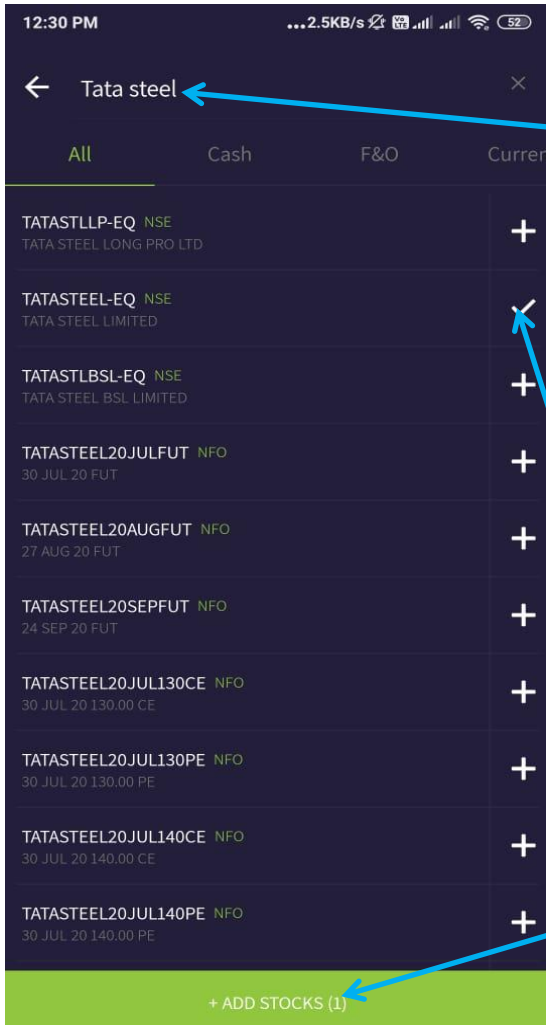 12:30 PM ...2.5KB/s Vo LTE 52
Tata steel
All Cash F&O Curren
TATASTLLP-EQ NSE
TATA STEEL LONG PRO LTD
TATASTEEL-EQ NSE
TATA STEEL LIMITED
TATASTLBSL-EQ NSE
TATA STEEL BSL LIMITED
TATASTEEL20JULFUT NFO
30 JUL 20 FUT
TATASTEEL20AUGFUT NFO
27 AUG 20 FUT
TATASTEEL20SEPFUT NFO
24 SEP 20 FUT
TATASTEEL20JUL130CE NFO
30 JUL 20 130.00 CE
TATASTEEL20JUL130PE NFO
30 JUL 20 130.00 PE
TATASTEEL20JUL140CE NFO
30 JUL 20 140.00 CE
TATASTEEL20JUL140PE NFO
30 JUL 20 140.00 PE
+ ADD STOCKS (1)